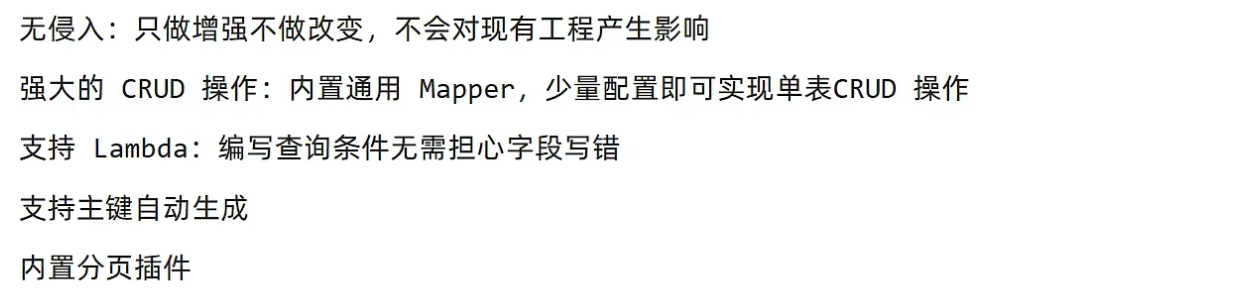 无侵入：只做增强不做改变，不会对现有工程产生影响
强大的 CRUD 操作：内置通用 Mapper，少量配置即可实现单表CRUD 操作
支持 Lambda：编写查询条件无需担心字段写错
支持主键自动生成
内置分页插件